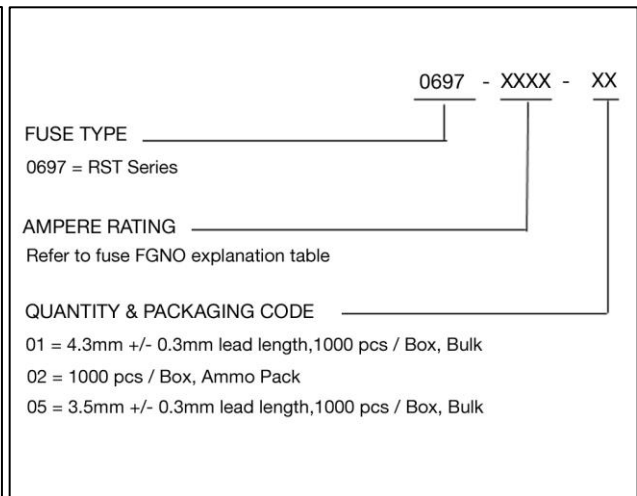 0697 - XXXX - XX
FUSE TYPE
0697 = RST Series
AMPERE RATING
Refer to fuse FGNO explanation table
QUANTITY & PACKAGING CODE
01 = 4.3mm +/- 0.3mm lead length,1000 pcs / Box, Bulk
02 = 1000 pcs / Box, Ammo Pack
05 = 3.5mm +/- 0.3mm lead length,1000 pcs / Box, Bulk